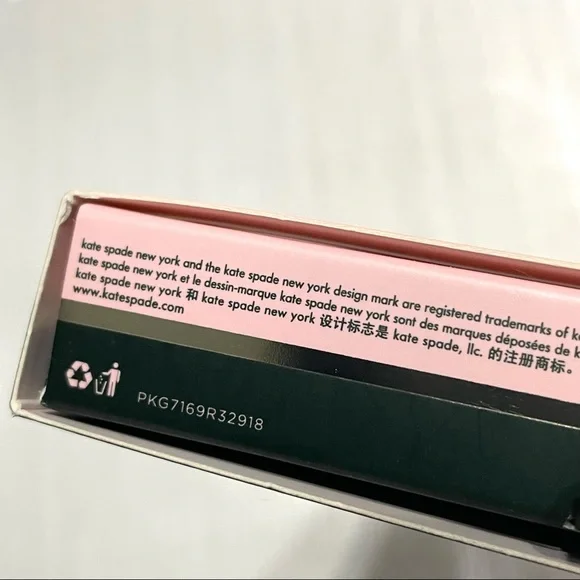 kate spade new york and the kate spade new york design mark are registered trademarks of
kate spade new york et le dessin-marque kate spade new york sont des marques déposées de
kate spade new york 和 kate spade new york 设计标志是 kate spade, llc. 的注册商标。
www.katespade.com
PKG7169R32918